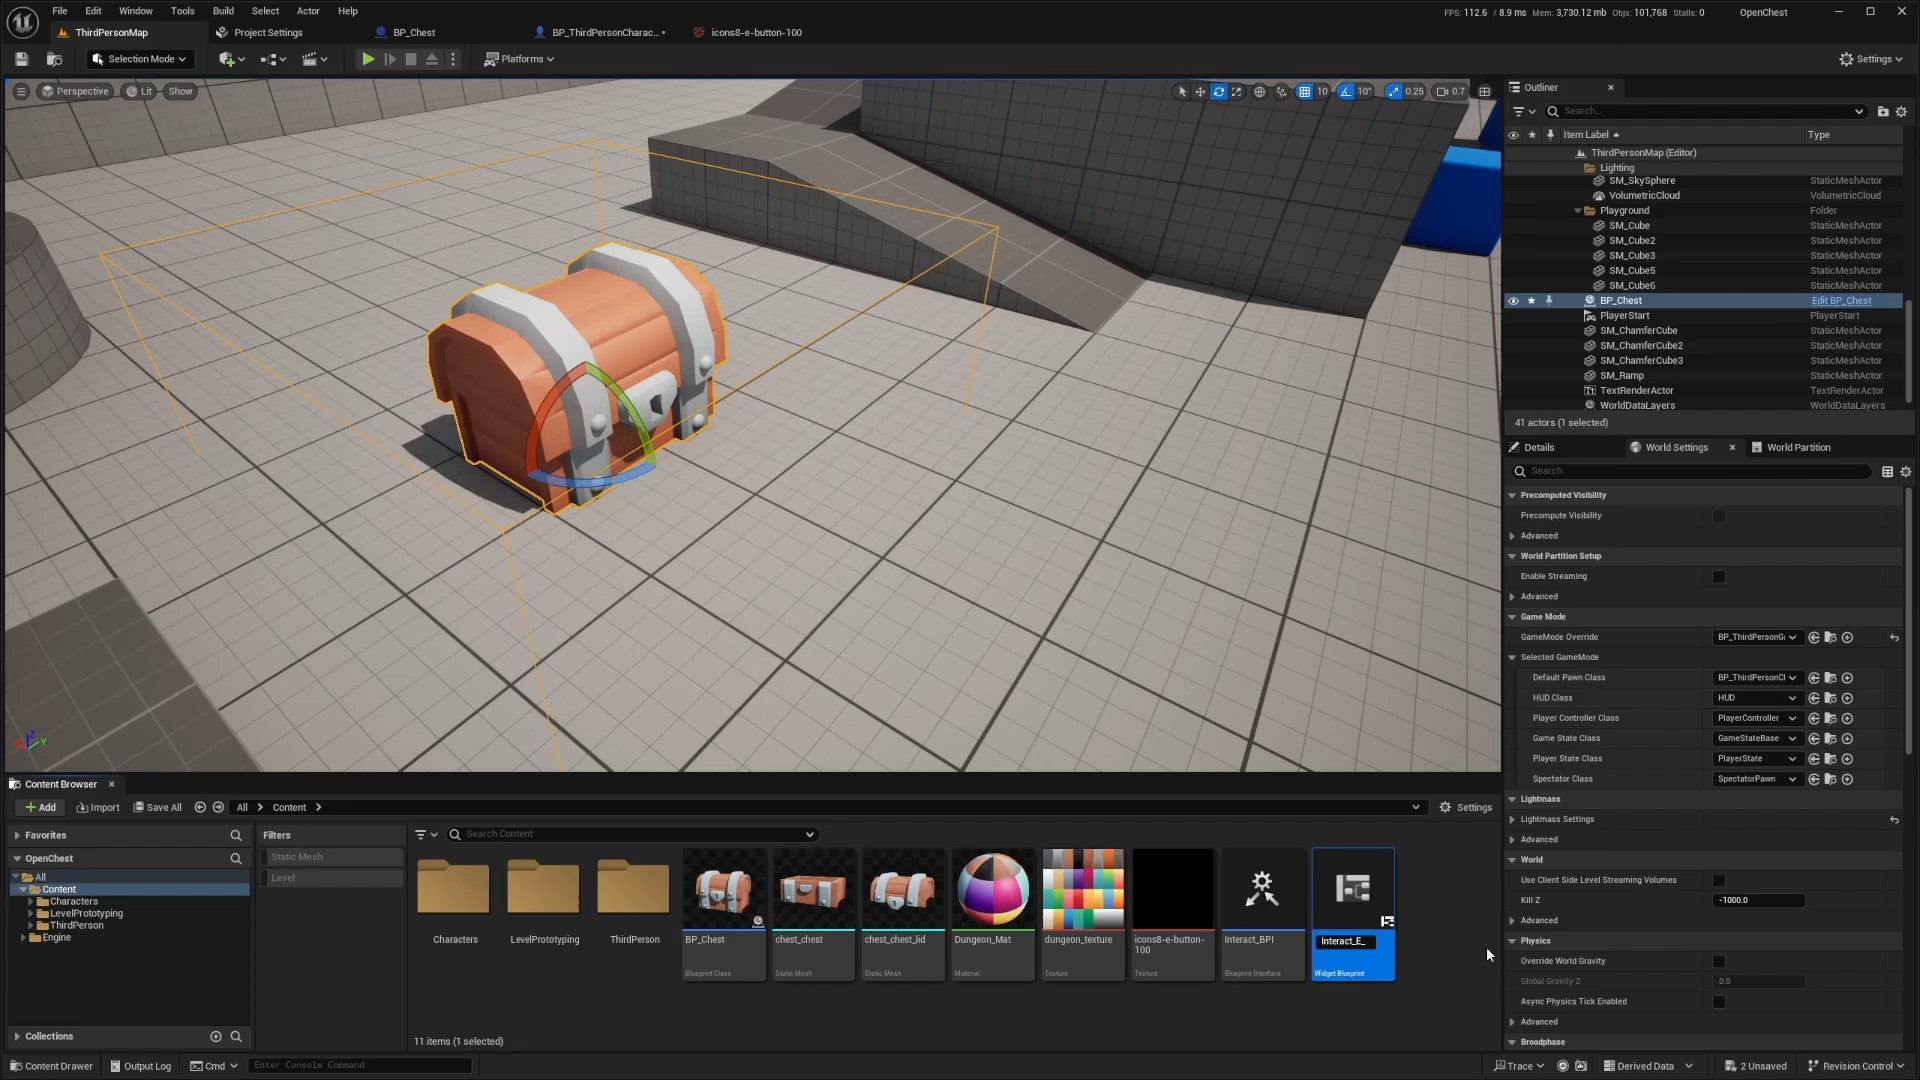 File Edit Window Tools Build Select Actor Help
FPS: 112.6 / 8.9 ms Mem: 3,730.12 mb Objs: 101,768 Stalls: 0
OpenChest
ThirdPersonMap
Project Settings
BP_Chest
BP_ThirdPersonCharac...*
icons8-e-button-100
Selection Mode
Platforms
Settings
Perspective
Lit
Show
10
10°
0.25
0.7
Outliner
Search...
Item Label
Type
ThirdPersonMap (Editor)
Lighting
SM_SkySphere StaticMeshActor
VolumetricCloud VolumetricCloud
Playground Folder
SM_Cube StaticMeshActor
SM_Cube2 StaticMeshActor
SM_Cube3 StaticMeshActor
SM_Cube5 StaticMeshActor
SM_Cube6 StaticMeshActor
BP_Chest Edit BP_Chest
PlayerStart PlayerStart
SM_ChamferCube StaticMeshActor
SM_ChamferCube2 StaticMeshActor
SM_ChamferCube3 StaticMeshActor
SM_Ramp StaticMeshActor
TextRenderActor TextRenderActor
WorldDataLayers WorldDataLayers
41 actors (1 selected)
Details
World Settings
World Partition
Search
Precomputed Visibility
Precompute Visibility
Advanced
World Partition Setup
Enable Streaming
Advanced
Game Mode
GameMode Override BP_ThirdPersonG
Selected GameMode
Default Pawn Class BP_ThirdPersonCl
HUD Class HUD
Player Controller Class PlayerController
Game State Class GameStateBase
Player State Class PlayerState
Spectator Class SpectatorPawn
Lightmass
Lightmass Settings
Advanced
World
Use Client Side Level Streaming Volumes
Kill Z -1000.0
Advanced
Physics
Override World Gravity
Global Gravity Z 0.0
Async Physics Tick Enabled
Advanced
Broadphase
Z
Y
Content Browser
Add
Import
Save All
All
Content
Settings
Favorites
OpenChest
All
Content
Characters
LevelPrototyping
ThirdPerson
Engine
Collections
Filters
Static Mesh
Level
Search Content
Characters
LevelPrototyping
ThirdPerson
BP_Chest
Blueprint Class
chest_chest
Static Mesh
chest_chest_lid
Static Mesh
Dungeon_Mat
Material
dungeon_texture
Texture
icons8-e-button-
100
Texture
Interact_BPI
Blueprint Interface
Interact_E_
Widget Blueprint
11 items (1 selected)
Content Drawer
Output Log
Cmd
Enter Console Command
Trace
Derived Data
2 Unsaved
Revision Control